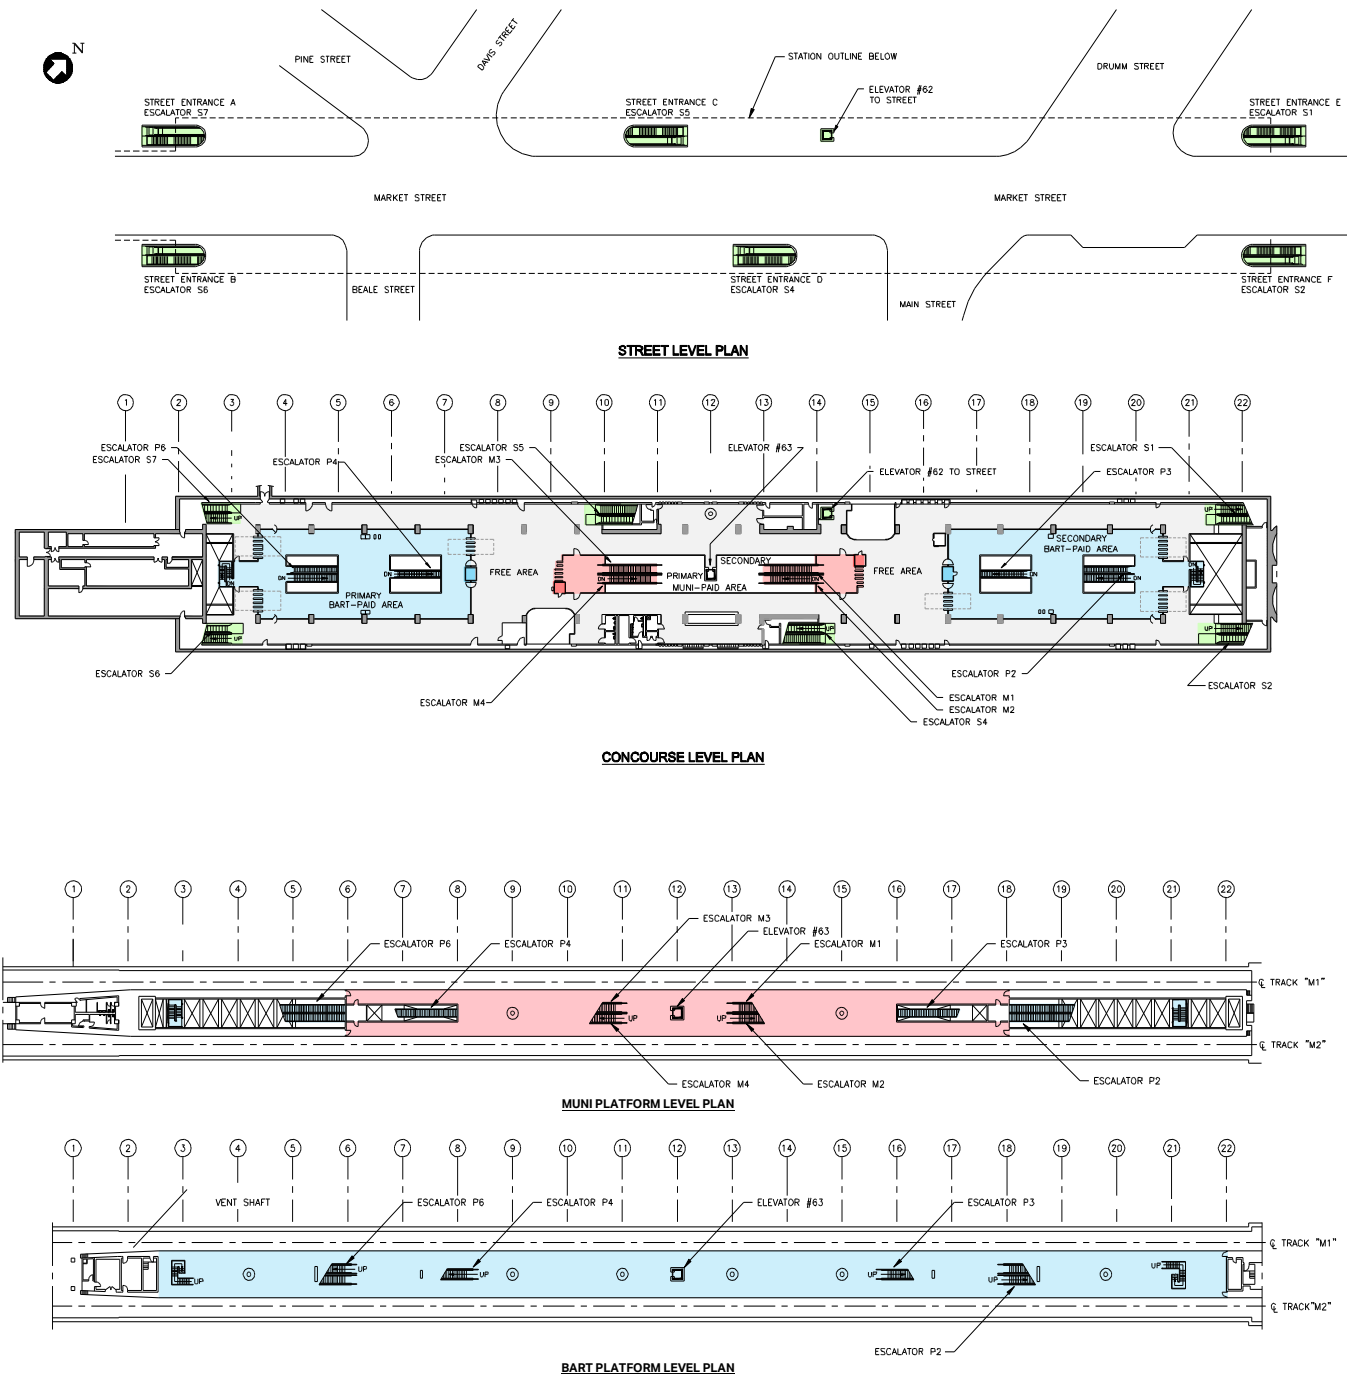 N
PINE STREET
DAVIS STREET
STATION OUTLINE BELOW
DRUMM STREET
ELEVATOR #62
TO STREET
STREET ENTRANCE A
ESCALATOR S7
STREET ENTRANCE C
ESCALATOR S5
STREET ENTRANCE E
ESCALATOR S1
MARKET STREET
MARKET STREET
STREET ENTRANCE B
ESCALATOR S6
BEALE STREET
STREET ENTRANCE D
ESCALATOR S4
MAIN STREET
STREET ENTRANCE F
ESCALATOR S2
STREET LEVEL PLAN
1 2 3 4 5 6 7 8 9 10 11 12 13 14 15 16 17 18 19 20 21 22
ESCALATOR P6
ESCALATOR S7
ESCALATOR P4
ESCALATOR S5
ESCALATOR M3
ELEVATOR #63
ELEVATOR #62 TO STREET
ESCALATOR S1
ESCALATOR P3
UP
UP
SECONDARY
BART-PAID AREA
FREE AREA
SECONDARY
PRIMARY
MUNI-PAID AREA
FREE AREA
DN
DN
DN
DN
DN
DN
DN
DN
PRIMARY
BART-PAID AREA
UP
UP
ESCALATOR S6
ESCALATOR M4
ESCALATOR P2
ESCALATOR M1
ESCALATOR M2
ESCALATOR S4
ESCALATOR S2
CONCOURSE LEVEL PLAN
1 2 3 4 5 6 7 8 9 10 11 12 13 14 15 16 17 18 19 20 21 22
ESCALATOR P6
ESCALATOR P4
ESCALATOR M3
ELEVATOR #63
ESCALATOR M1
ESCALATOR P3
℄ TRACK "M1"
UP
UP
℄ TRACK "M2"
ESCALATOR M4
ESCALATOR M2
ESCALATOR P2
MUNI PLATFORM LEVEL PLAN
1 2 3 4 5 6 7 8 9 10 11 12 13 14 15 16 17 18 19 20 21 22
VENT SHAFT
ESCALATOR P6
ESCALATOR P4
ELEVATOR #63
ESCALATOR P3
℄ TRACK "M1"
UP
UP
UP
UP
UP
UP
℄ TRACK"M2"
ESCALATOR P2
BART PLATFORM LEVEL PLAN